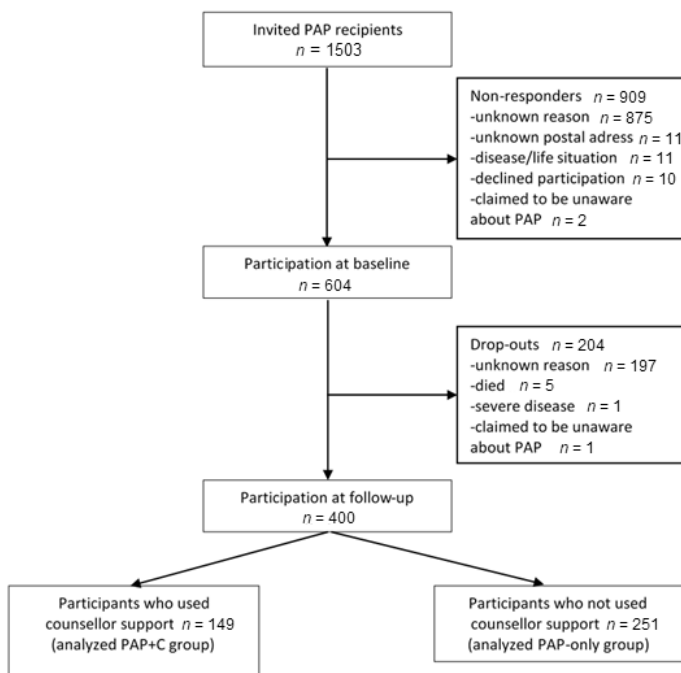 Invited PAP recipients
n = 1503
Non-responders n = 909
-unknown reason n = 875
-unknown postal adress n = 11
-disease/life situation n = 11
-declined participation n = 10
-claimed to be unaware
about PAP n = 2
Participation at baseline
n = 604
Drop-outs n = 204
-unknown reason n = 197
-died n = 5
-severe disease n = 1
-claimed to be unaware
about PAP n = 1
Participation at follow-up
n = 400
Participants who used
counsellor support n = 149
(analyzed PAP+C group)
Participants who not used
counsellor support n = 251
(analyzed PAP-only group)